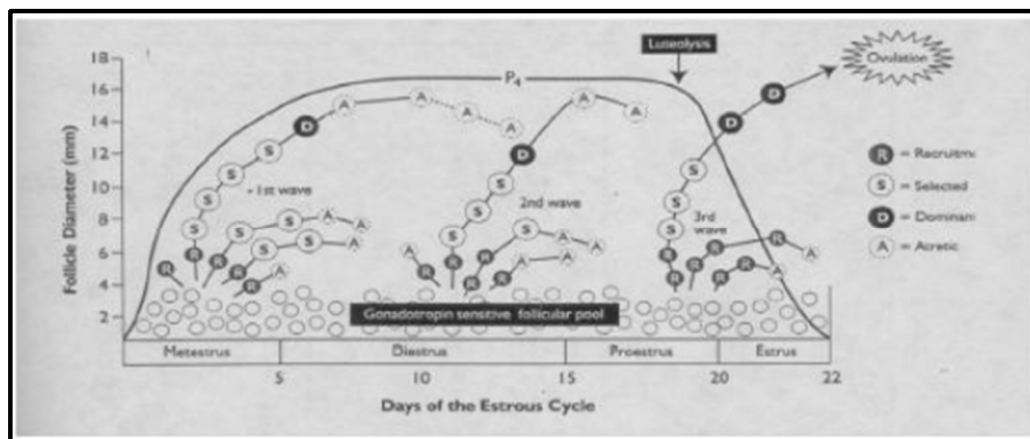 Luteolysis
Ovulation
P4
18
16
14
12
10
8
6
4
2
Follicle Diameter (mm)
1st wave
2nd wave
3rd
wave
R = Recruitme
S = Selected
D = Dominant
A = Atretic
Gonadotropin sensitive follicular pool
Metestrus Diestrus Proestrus Estrus
5 10 15 20 22
Days of the Estrous Cycle